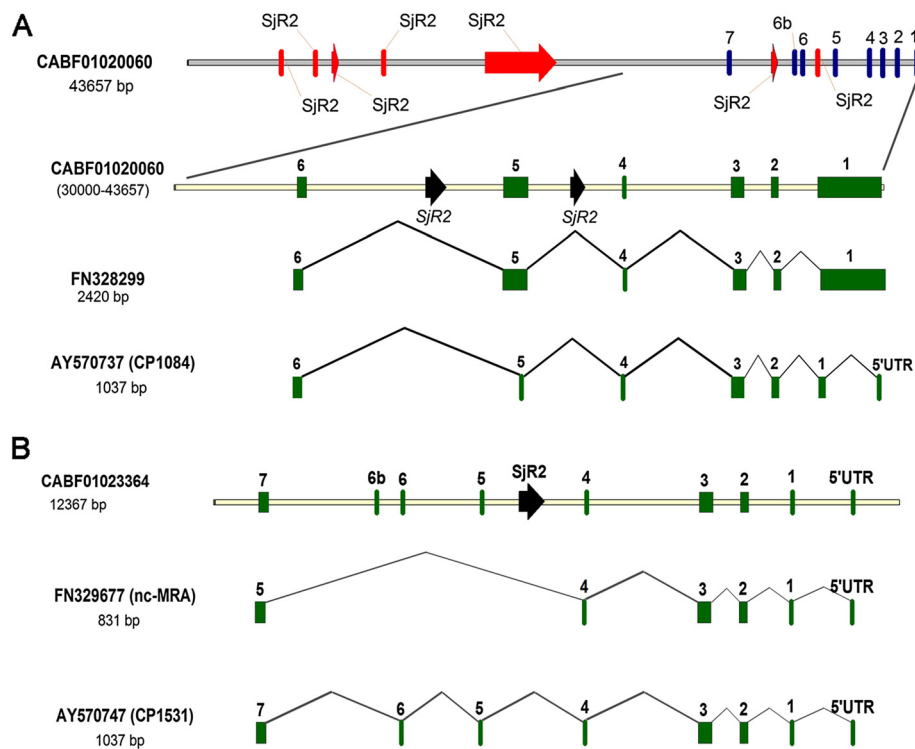 A
SjR2 SjR2 SjR2 6b
7 6 5 4 3 2 1
CABF01020060
43657 bp
SjR2 SjR2 SjR2 SjR2
CABF01020060
(30000-43657)
6 5 4 3 2 1
SjR2 SjR2
6 5 4 3 2 1
FN328299
2420 bp
AY570737 (CP1084)
1037 bp
6 5 4 3 2 1 5'UTR
B
CABF01023364
12367 bp
7 6b 6 5 SjR2 4 3 2 1 5'UTR
FN329677 (nc-MRA)
831 bp
5 4 3 2 1 5'UTR
AY570747 (CP1531)
1037 bp
7 6 5 4 3 2 1 5'UTR